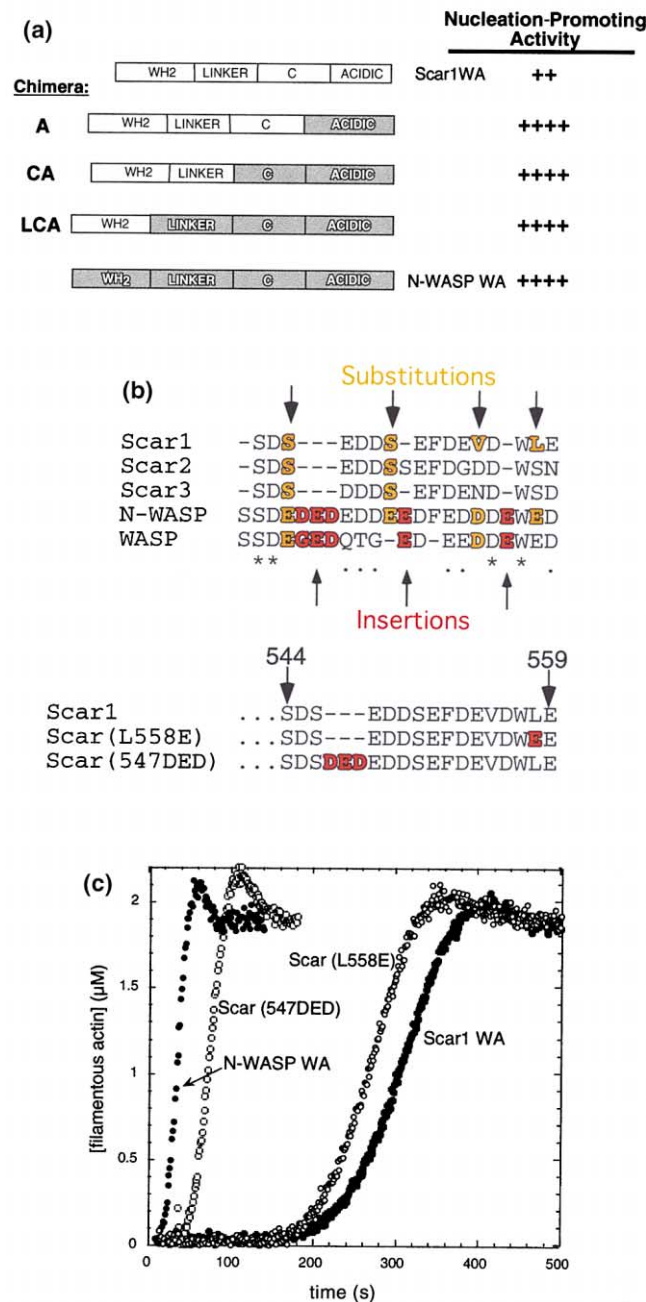 (a)
Nucleation-Promoting
Activity
WH2 LINKER C ACIDIC Scar1WA ++
Chimera:
A WH2 LINKER C ACIDIC ++++
CA WH2 LINKER C ACIDIC ++++
LCA WH2 LINKER C ACIDIC ++++
WH2 LINKER C ACIDIC N-WASP WA ++++
(b)
Substitutions
Scar1 -SDS---EDDS-EFDEVD-WLE
Scar2 -SDS---EDDSSEFDGDD-WSN
Scar3 -SDS---DDDS-EFDEND-WSD
N-WASP SSDEDEDEDDEEDFEDDDEWED
WASP SSDEGEDQTG-ED-EEDDEWED
** .. . .. * * .
Insertions
544 559
Scar1 ...SDS---EDDSEFDEVDWLE
Scar(L558E) ...SDS---EDDSEFDEVDWEE
Scar(547DED) ...SDSDEDEDDSEFDEVDWLE
(c)
[filamentous actin] (µM)
2
1.5
1
0.5
0
Scar (L558E)
Scar (547DED)
Scar1 WA
N-WASP WA
0 100 200 300 400 500
time (s)